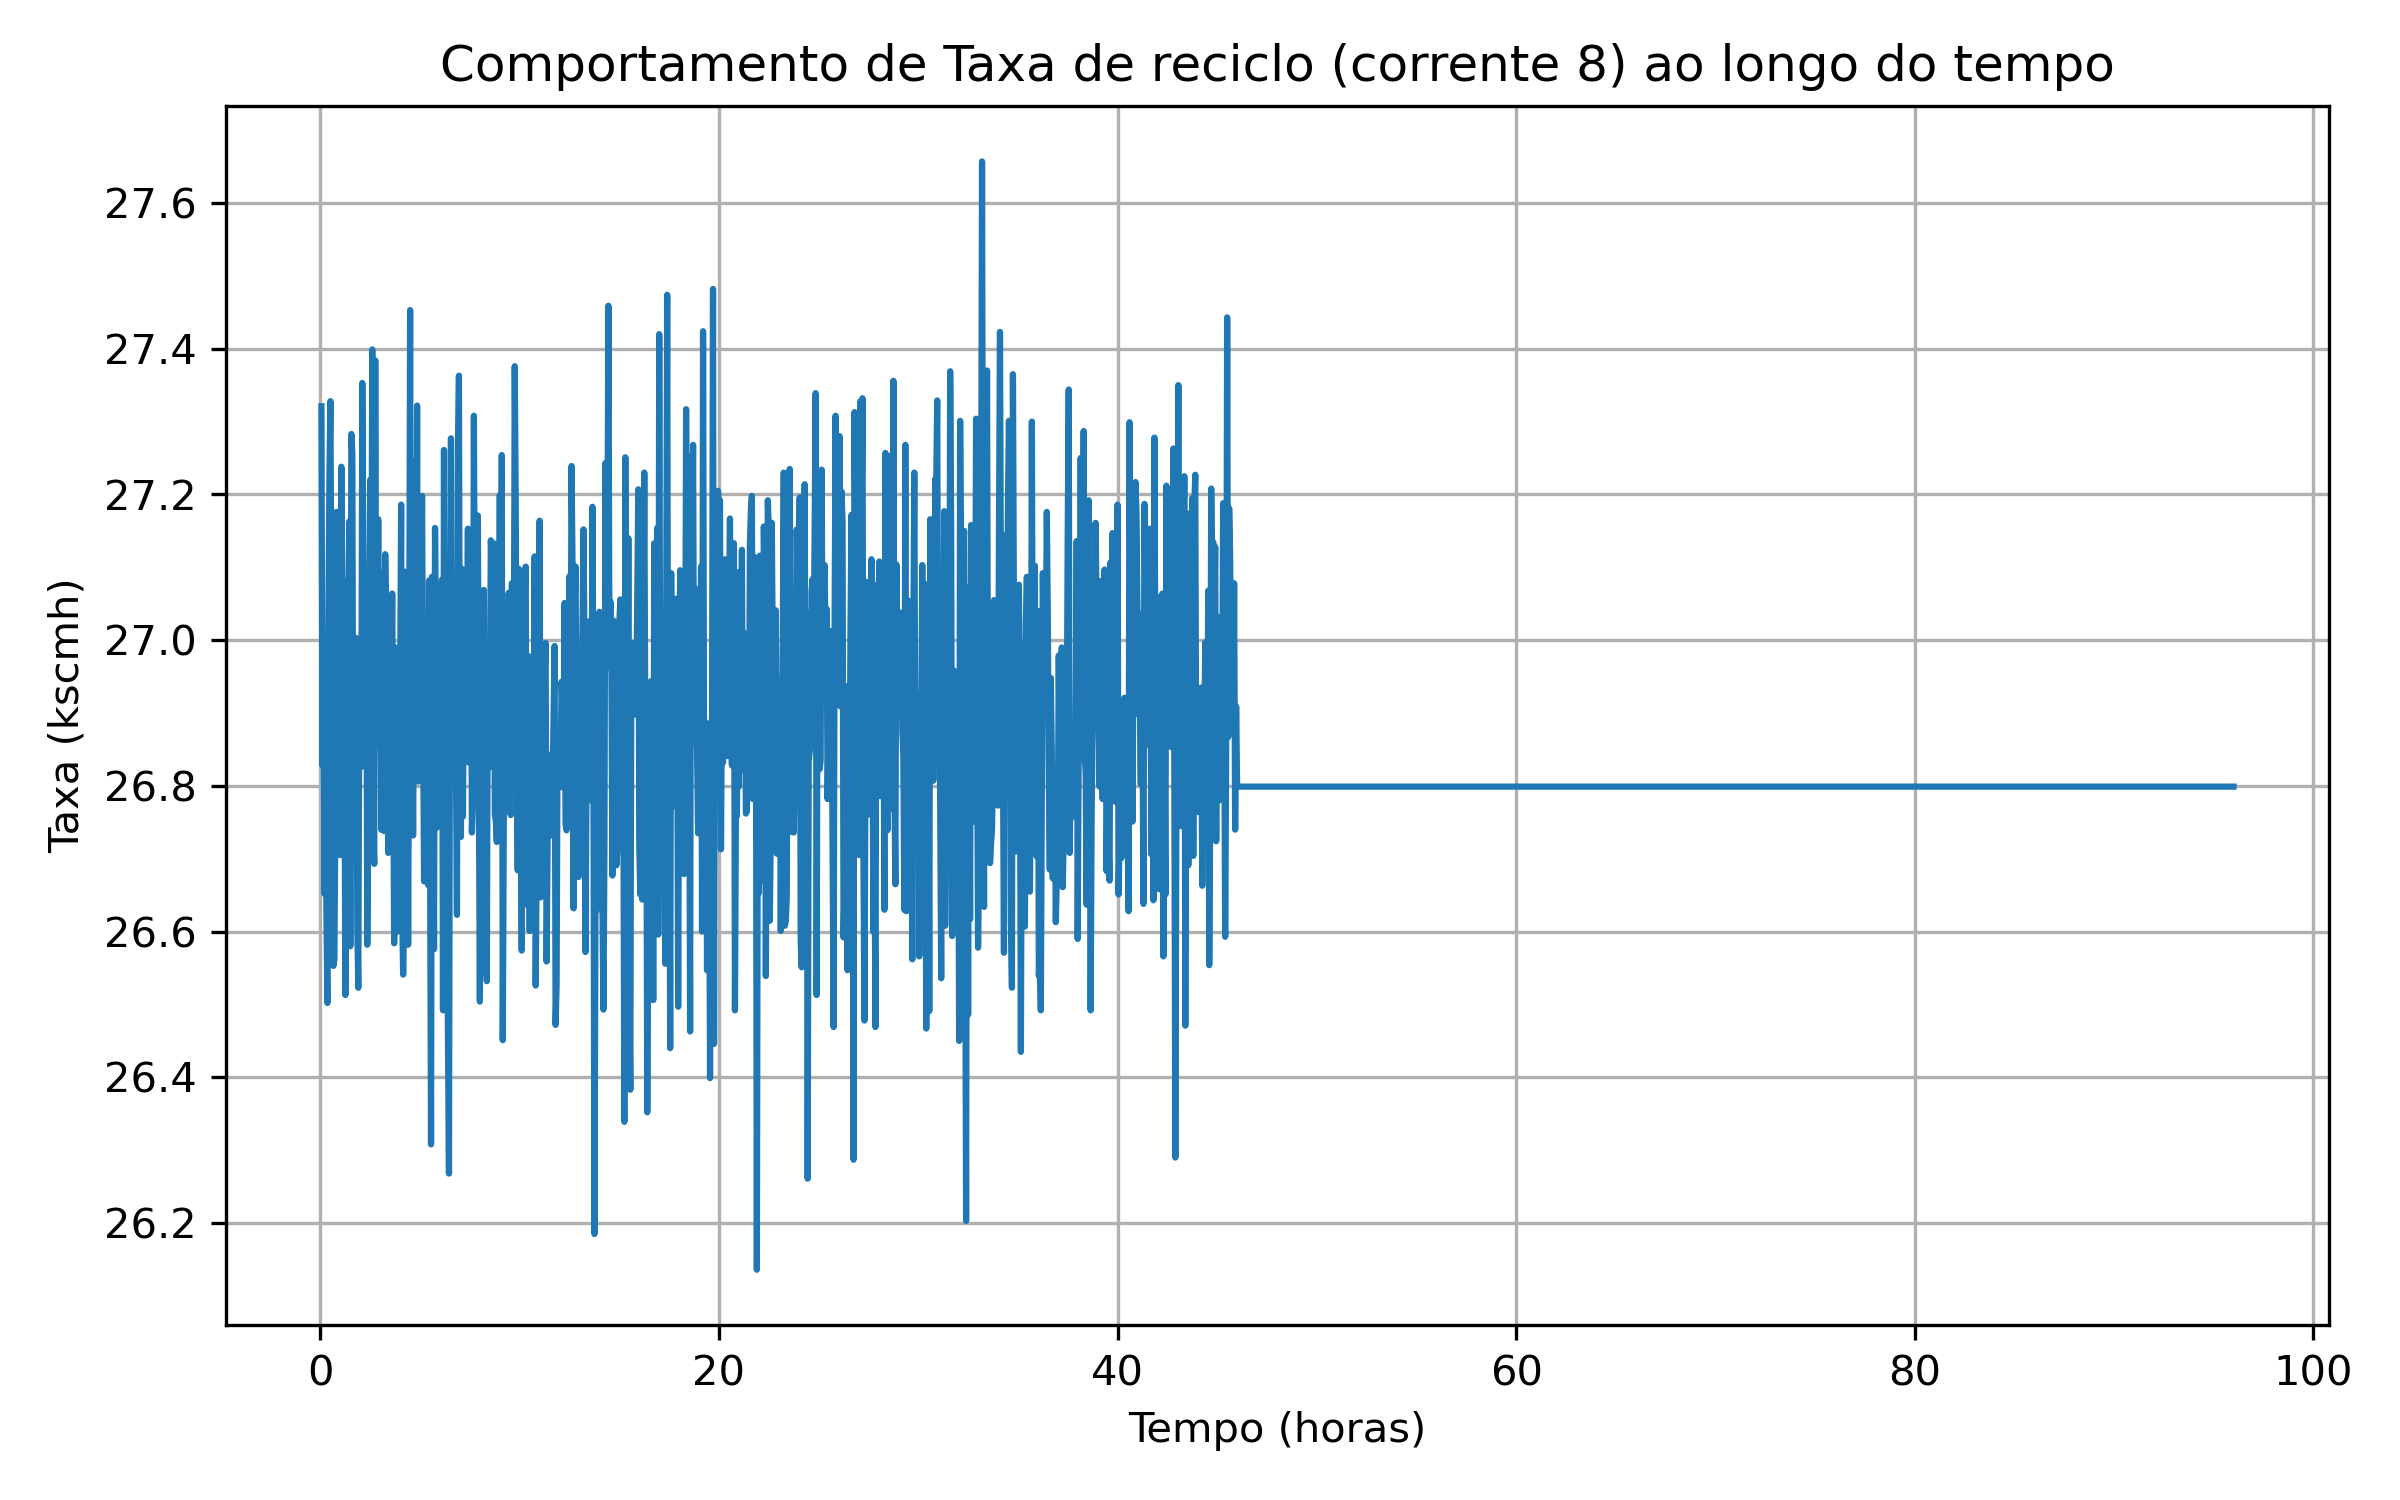 Comportamento de Taxa de reciclo (corrente 8) ao longo do tempo
Taxa (kscmh)
27.6
27.4
27.2
27.0
26.8
26.6
26.4
26.2
0 20 40 60 80 100
Tempo (horas)